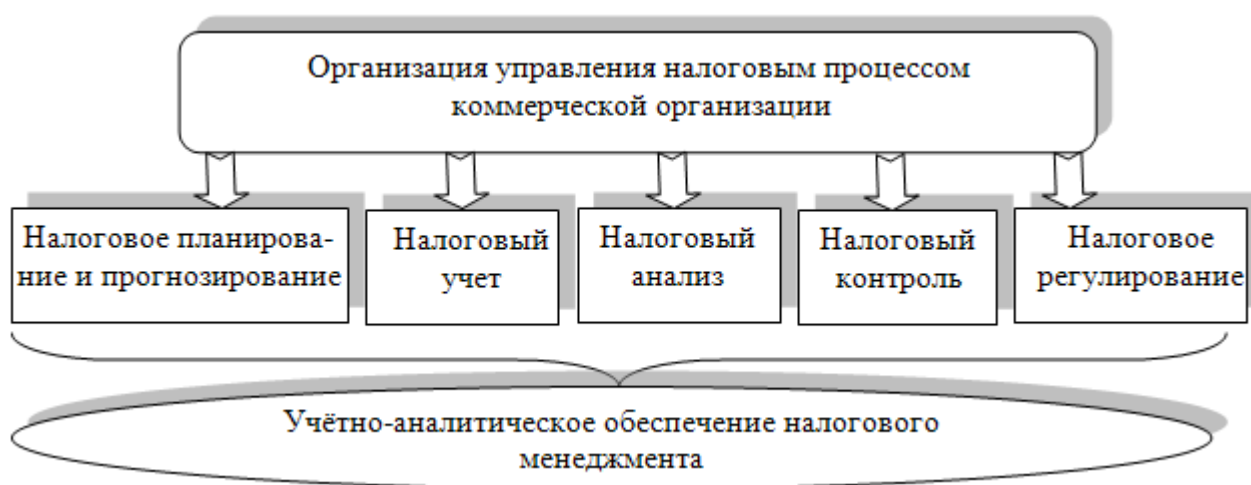 Организация управления налоговым процессом
коммерческой организации
Налоговое планирова-
ние и прогнозирование
Налоговый
учет
Налоговый
анализ
Налоговый
контроль
Налоговое
регулирование
Учётно-аналитическое обеспечение налогового
менеджмента